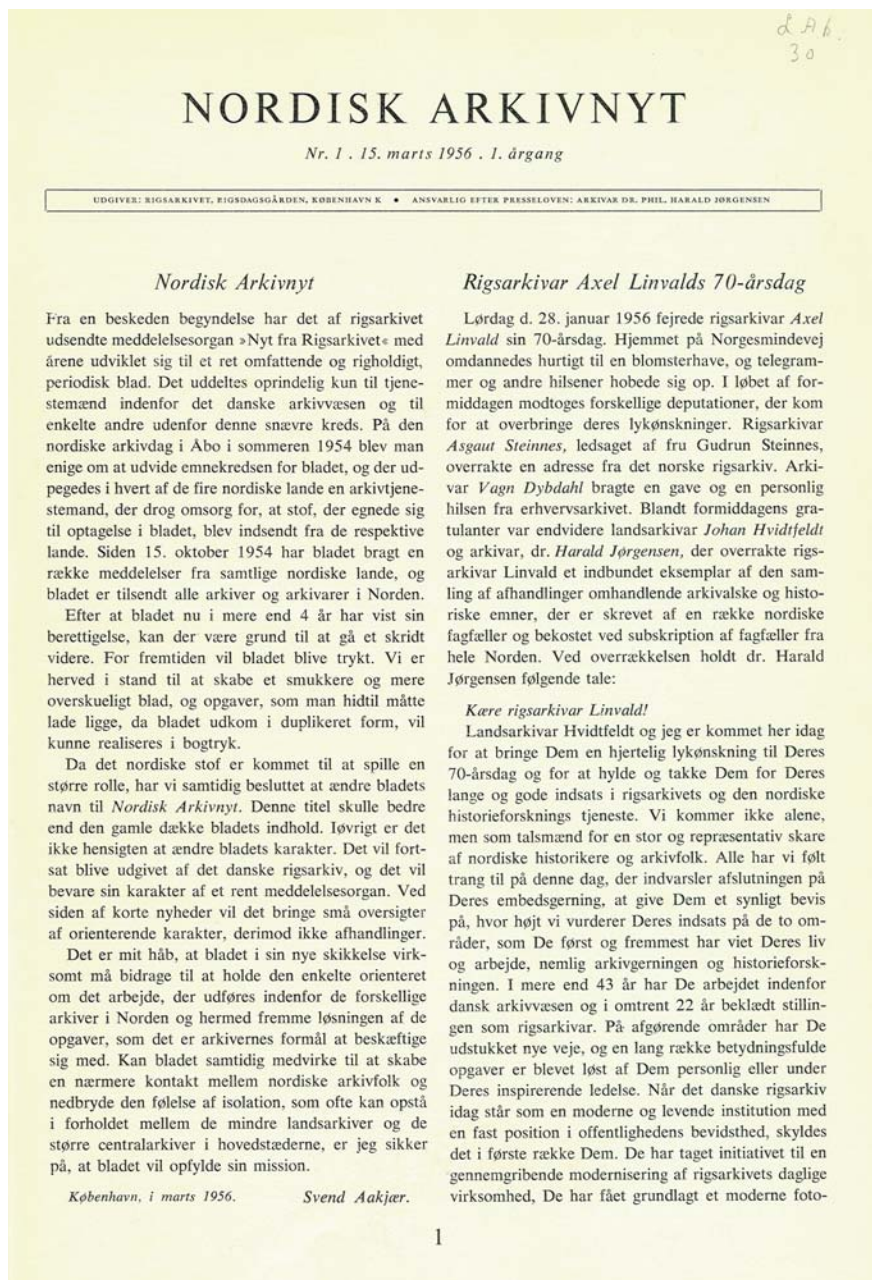 L A b.
30
NORDISK ARKIVNYT
Nr. 1 . 15. marts 1956 . 1. årgang
UDGIVER: RIGSARKIVET, RIGSDAGSGÅRDEN, KØBENHAVN K • ANSVARLIG EFTER PRESSELOVEN: ARKIVAR DR. PHIL. HARALD JØRGENSEN
Nordisk Arkivnyt
Fra en beskeden begyndelse har det af rigsarkivet
udsendte meddelelsesorgan »Nyt fra Rigsarkivet« med
årene udviklet sig til et ret omfattende og righoldigt,
periodisk blad. Det uddeltes oprindelig kun til tjene-
stemænd indenfor det danske arkivvæsen og til
enkelte andre udenfor denne snævre kreds. På den
nordiske arkivdag i Åbo i sommeren 1954 blev man
enige om at udvide emnekredsen for bladet, og der ud-
pegedes i hvert af de fire nordiske lande en arkivtjene-
stemand, der drog omsorg for, at stof, der egnede sig
til optagelse i bladet, blev indsendt fra de respektive
lande. Siden 15. oktober 1954 har bladet bragt en
række meddelelser fra samtlige nordiske lande, og
bladet er tilsendt alle arkiver og arkivarer i Norden.
Efter at bladet nu i mere end 4 år har vist sin
berettigelse, kan der være grund til at gå et skridt
videre. For fremtiden vil bladet blive trykt. Vi er
herved i stand til at skabe et smukkere og mere
overskueligt blad, og opgaver, som man hidtil måtte
lade ligge, da bladet udkom i duplikeret form, vil
kunne realiseres i bogtryk.
Da det nordiske stof er kommet til at spille en
større rolle, har vi samtidig besluttet at ændre bladets
navn til Nordisk Arkivnyt. Denne titel skulle bedre
end den gamle dække bladets indhold. Iøvrigt er det
ikke hensigten at ændre bladets karakter. Det vil fort-
sat blive udgivet af det danske rigsarkiv, og det vil
bevare sin karakter af et rent meddelelsesorgan. Ved
siden af korte nyheder vil det bringe små oversigter
af orienterende karakter, derimod ikke afhandlinger.
Det er mit håb, at bladet i sin nye skikkelse virk-
somt må bidrage til at holde den enkelte orienteret
om det arbejde, der udføres indenfor de forskellige
arkiver i Norden og hermed fremme løsningen af de
opgaver, som det er arkivernes formål at beskæftige
sig med. Kan bladet samtidig medvirke til at skabe
en nærmere kontakt mellem nordiske arkivfolk og
nedbryde den følelse af isolation, som ofte kan opstå
i forholdet mellem de mindre landsarkiver og de
større centralarkiver i hovedstæderne, er jeg sikker
på, at bladet vil opfylde sin mission.
København, i marts 1956. Svend Aakjær.
Rigsarkivar Axel Linvalds 70-årsdag
Lørdag d. 28. januar 1956 fejrede rigsarkivar Axel
Linvald sin 70-årsdag. Hjemmet på Norgesmindevej
omdannedes hurtigt til en blomsterhave, og telegram-
mer og andre hilsener hobede sig op. I løbet af for-
middagen modtoges forskellige deputationer, der kom
for at overbringe deres lykønskninger. Rigsarkivar
Asgaut Steinnes, ledsaget af fru Gudrun Steinnes,
overrakte en adresse fra det norske rigsarkiv. Arki-
var Vagn Dybdahl bragte en gave og en personlig
hilsen fra erhvervsarkivet. Blandt formiddagens gra-
tulanter var endvidere landsarkivar Johan Hvidtfeldt
og arkivar, dr. Harald Jørgensen, der overrakte rigs-
arkivar Linvald et indbundet eksemplar af den sam-
ling af afhandlinger omhandlende arkivalske og histo-
riske emner, der er skrevet af en række nordiske
fagfæller og bekostet ved subskription af fagfæller fra
hele Norden. Ved overrækkelsen holdt dr. Harald
Jørgensen følgende tale:
Kære rigsarkivar Linvald!
Landsarkivar Hvidtfeldt og jeg er kommet her idag
for at bringe Dem en hjertelig lykønskning til Deres
70-årsdag og for at hylde og takke Dem for Deres
lange og gode indsats i rigsarkivets og den nordiske
historieforsknings tjeneste. Vi kommer ikke alene,
men som talsmænd for en stor og repræsentativ skare
af nordiske historikere og arkivfolk. Alle har vi følt
trang til på denne dag, der indvarsler afslutningen på
Deres embedsgerning, at give Dem et synligt bevis
på, hvor højt vi vurderer Deres indsats på de to om-
råder, som De først og fremmest har viet Deres liv
og arbejde, nemlig arkivgerningen og historieforsk-
ningen. I mere end 43 år har De arbejdet indenfor
dansk arkivvæsen og i omtrent 22 år beklædt stillin-
gen som rigsarkivar. På afgørende områder har De
udstukket nye veje, og en lang række betydningsfulde
opgaver er blevet løst af Dem personlig eller under
Deres inspirerende ledelse. Når det danske rigsarkiv
idag står som en moderne og levende institution med
en fast position i offentlighedens bevidsthed, skyldes
det i første række Dem. De har taget initiativet til en
gennemgribende modernisering af rigsarkivets daglige
virksomhed, De har fået grundlagt et moderne foto-
1